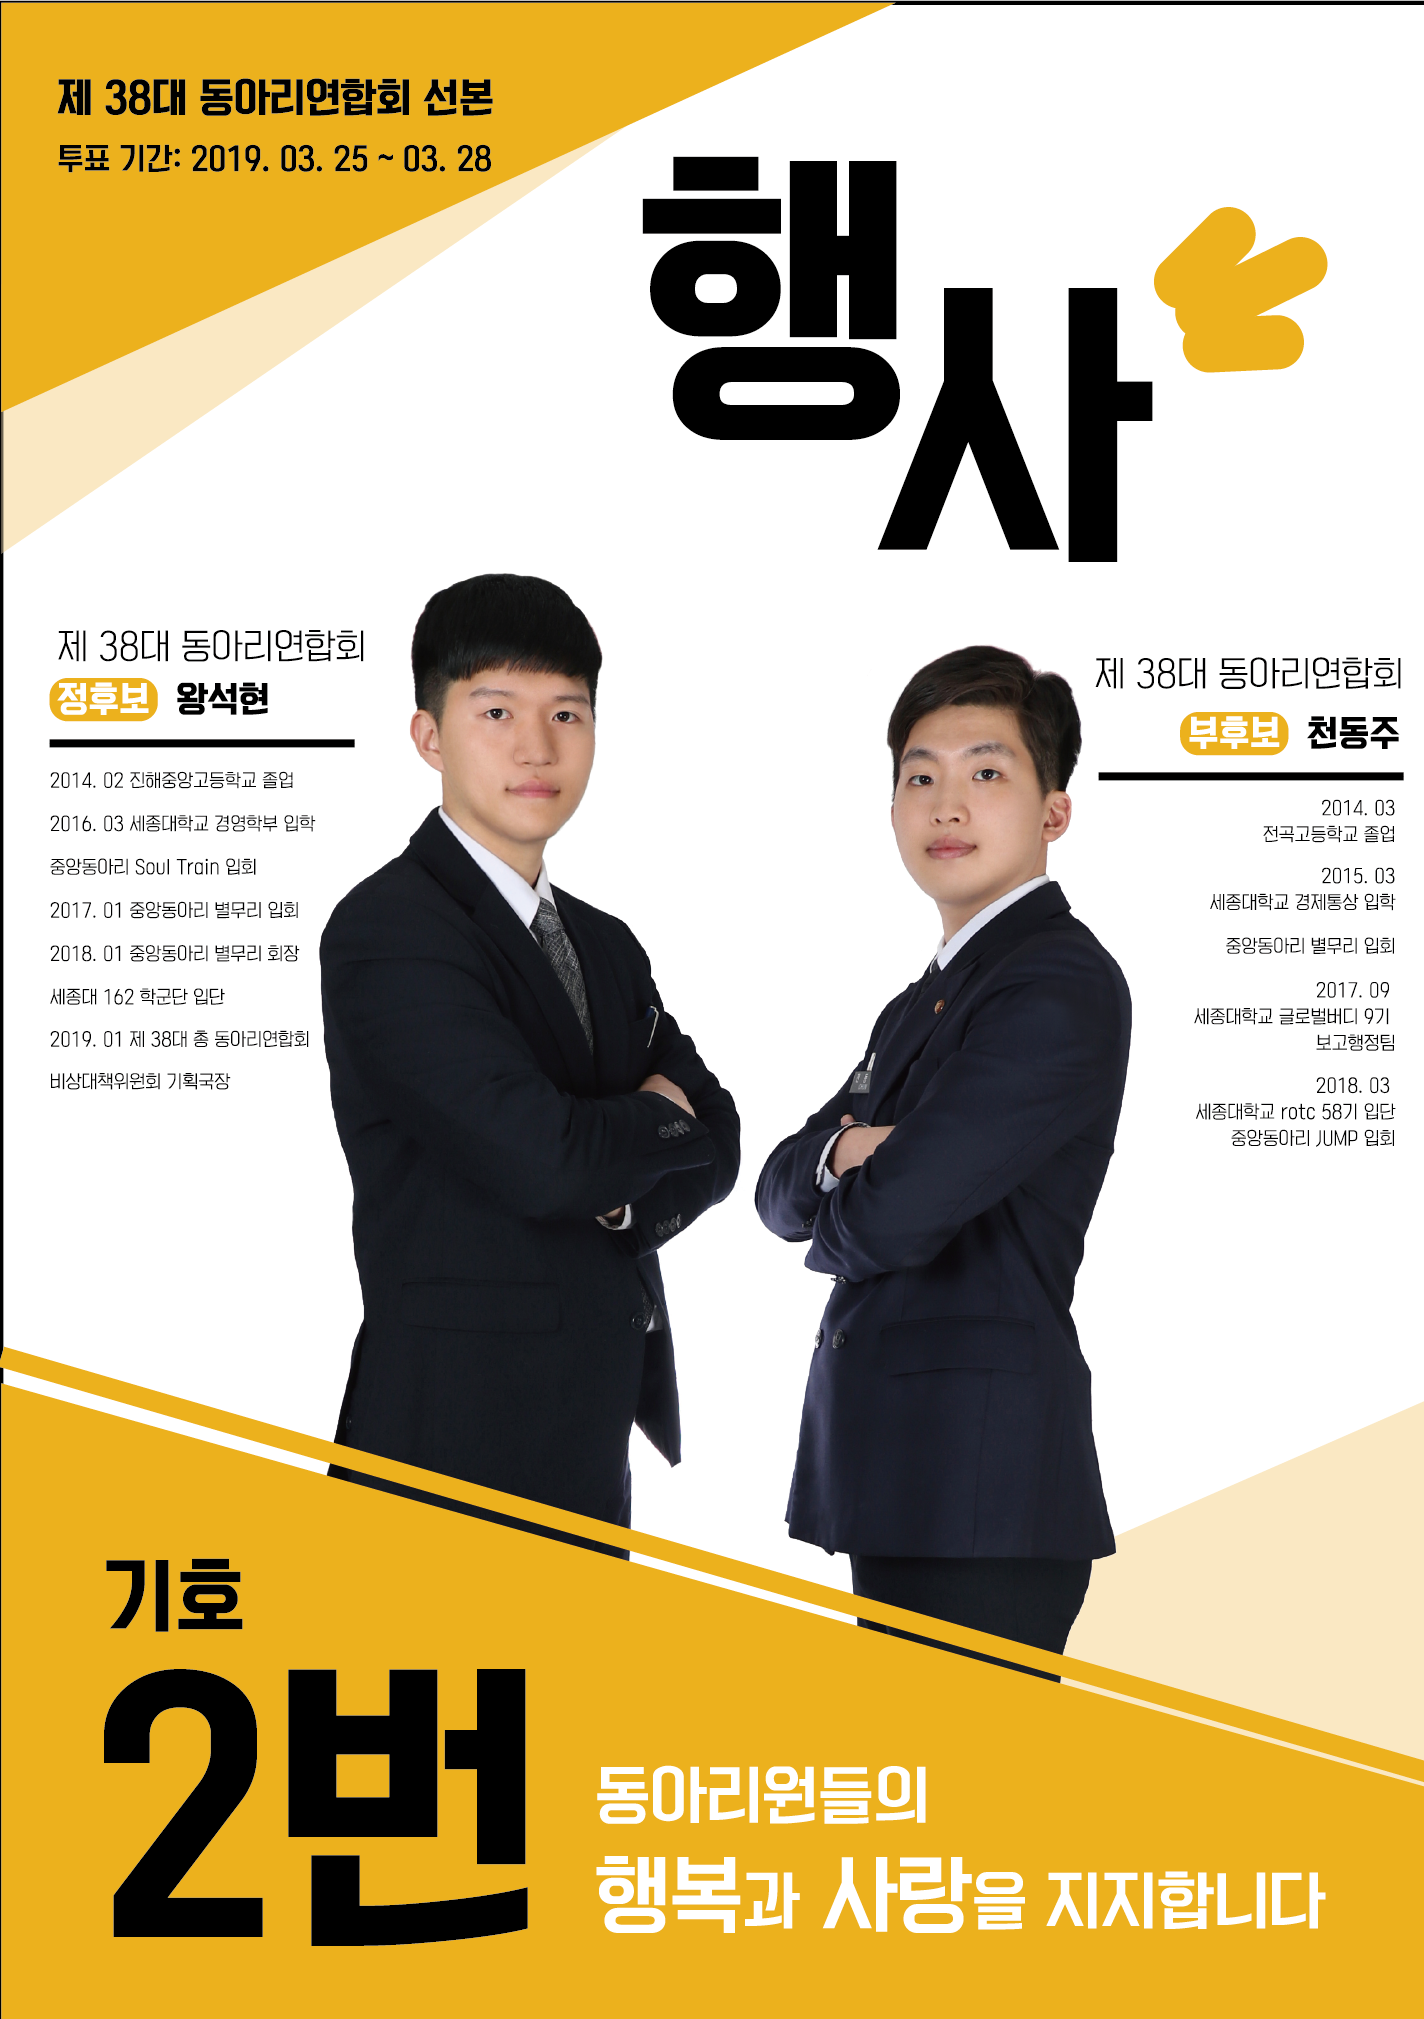 제 38대 동아리연합회 선본
투표 기간: 2019. 03. 25 ~ 03. 28
행사
제 38대 동아리연합회
정후보 왕석현
2014. 02 진해중앙고등학교 졸업
2016. 03 세종대학교 경영학부 입학
중앙동아리 Soul Train 입회
2017. 01 중앙동아리 별무리 입회
2018. 01 중앙동아리 별무리 회장
세종대 162 학군단 입단
2019. 01 제 38대 총 동아리연합회
비상대책위원회 기획국장
제 38대 동아리연합회
부후보 천동주
2014. 03
전곡고등학교 졸업
2015. 03
세종대학교 경제통상 입학
중앙동아리 별무리 입회
2017. 09
세종대학교 글로벌버디 9기
보고행정팀
2018. 03
세종대학교 rotc 58기 입단
중앙동아리 JUMP 입회
기호
2번
동아리원들의
행복과 사랑을 지지합니다